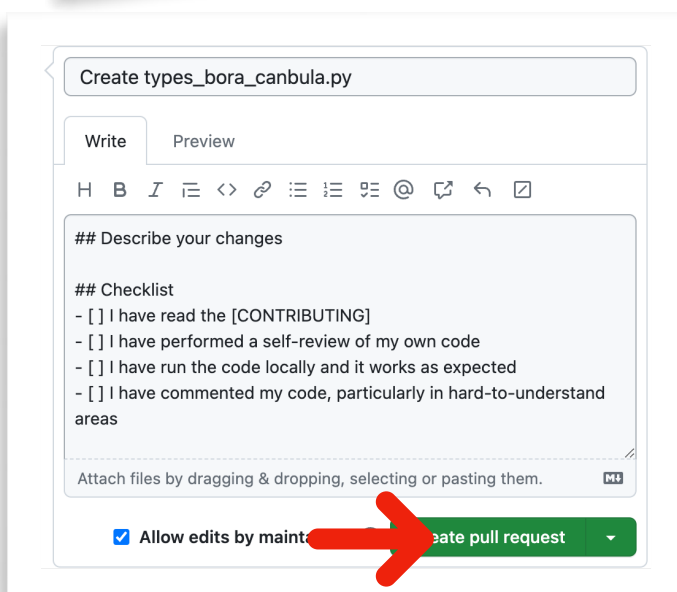 Create types_bora_canbula.py
Write Preview
## Describe your changes
## Checklist
- [ ] I have read the [CONTRIBUTING]
- [ ] I have performed a self-review of my own code
- [ ] I have run the code locally and it works as expected
- [ ] I have commented my code, particularly in hard-to-understand
areas
Attach files by dragging & dropping, selecting or pasting them.
Allow edits by pull request